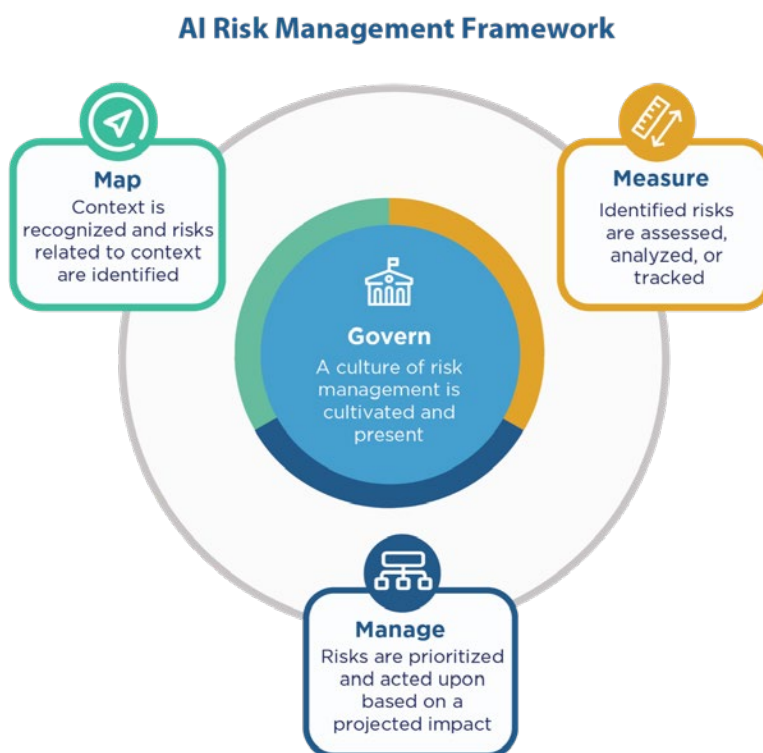 AI Risk Management Framework
Map
Context is
recognized and risks
related to context
are identified
Measure
Identified risks
are assessed,
analyzed, or
tracked
Govern
A culture of risk
management is
cultivated and
present
Manage
Risks are prioritized
and acted upon
based on a
projected impact